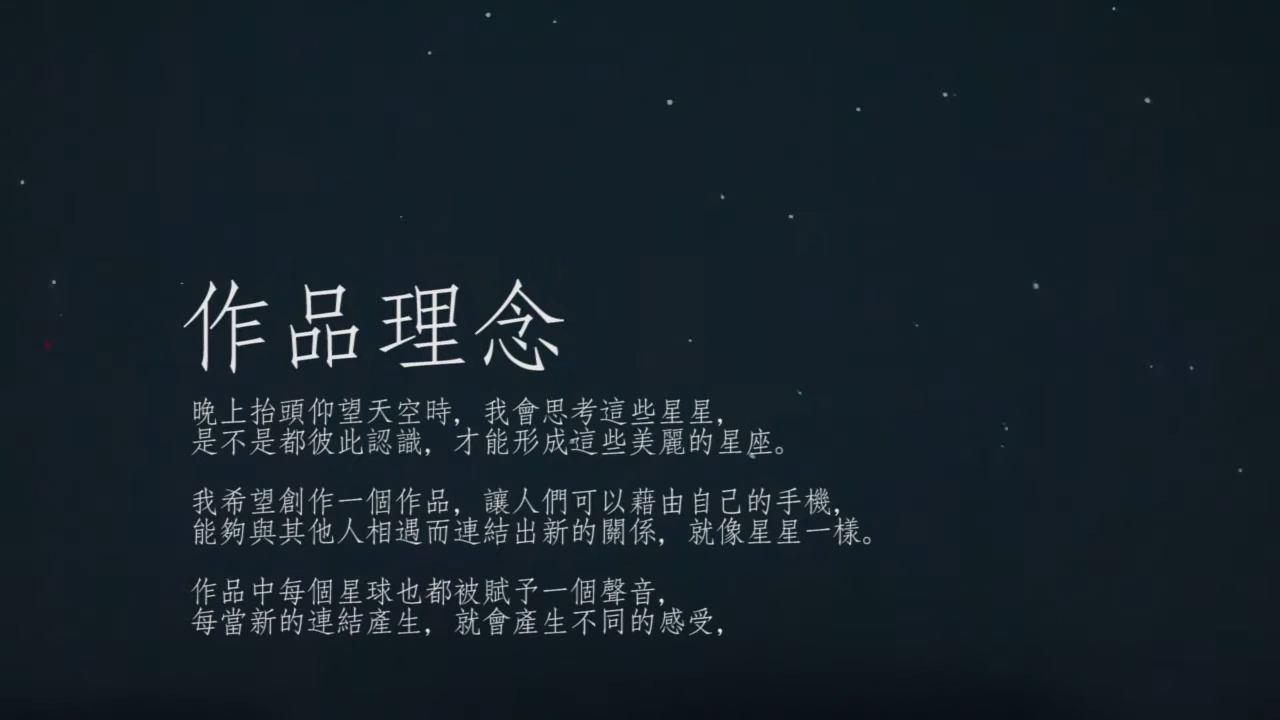 作品理念
晚上抬頭仰望天空時，我會思考這些星星，
是不是都彼此認識，才能形成這些美麗的星座。
我希望創作一個作品，讓人們可以藉由自己的手機，
能夠與其他人相遇而連結出新的關係，就像星星一樣。
作品中每個星球也都被賦予一個聲音，
每當新的連結產生，就會產生不同的感受，